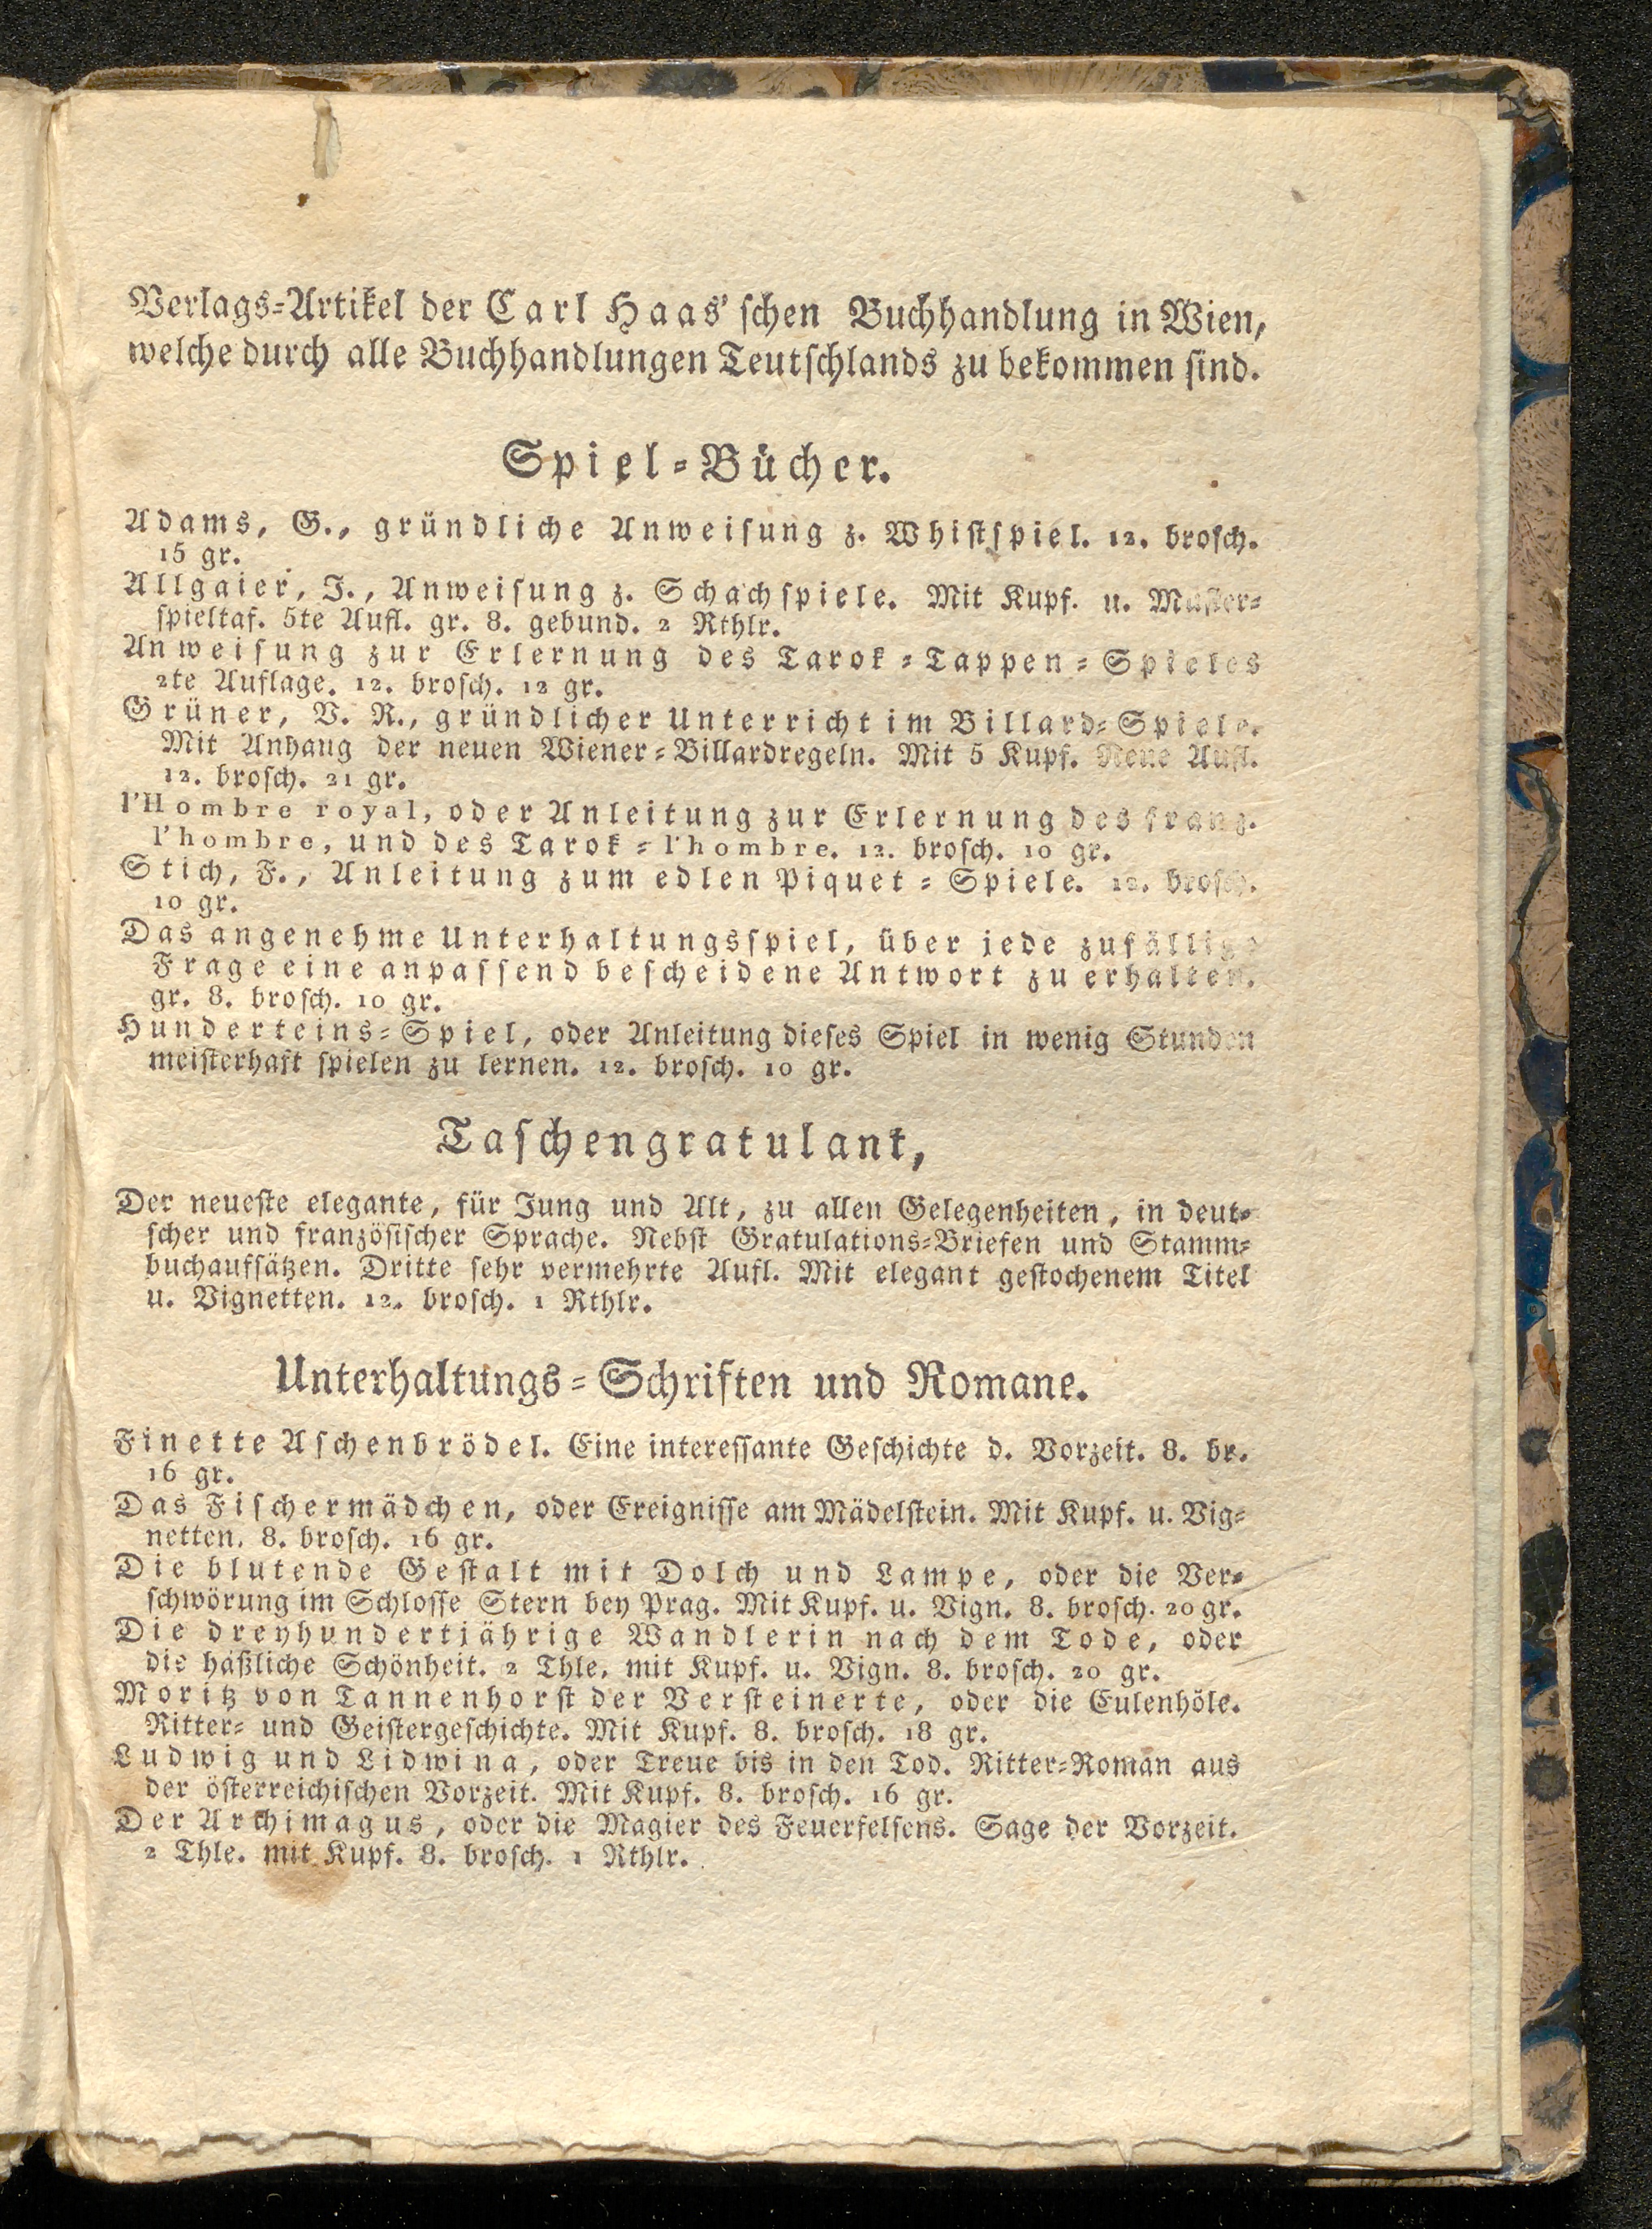 Verlags-Artikel der Carl Haas'schen Buchhandlung in Wien,
welche durch alle Buchhandlungen Teutschlands zu bekommen sind.
Spiel-Bücher.
Adams, G., gründliche Anweisung z. Whistspiel. 12. brosch.
15 gr.
Allgaier, J., Anweisung z. Schachspiele. Mit Kupf. u. Muster-
spieltaf. 5te Aufl. gr. 8. gebund. 2 Rthlr.
Anweisung zur Erlernung des Tarok-Tappen-Spieles
2te Auflage. 12. brosch. 12 gr.
Grüner, V. R., gründlicher Unterricht im Billard-Spiele.
Mit Anhang der neuen Wiener-Billardregeln. Mit 5 Kupf. Neue Aufl.
12. brosch. 21 gr.
l'Hombre royal, oder Anleitung zur Erlernung des franz.
l'hombre, und des Tarok-l'hombre. 12. brosch. 10 gr.
Stich, F., Anleitung zum edlen Piquet-Spiele. 12. brosch.
10 gr.
Das angenehme Unterhaltungsspiel, über jede zufällige
Frage eine anpassend bescheidene Antwort zu erhalten.
gr. 8. brosch. 10 gr.
Hunderteins-Spiel, oder Anleitung dieses Spiel in wenig Stunden
meisterhaft spielen zu lernen. 12. brosch. 10 gr.
Taschengratulant,
Der neueste elegante, für Jung und Alt, zu allen Gelegenheiten, in deut-
scher und französischer Sprache. Nebst Gratulations-Briefen und Stamm-
buchaufsätzen. Dritte sehr vermehrte Aufl. Mit elegant gestochenem Titel
u. Vignetten. 12. brosch. 1 Rthlr.
Unterhaltungs-Schriften und Romane.
Finette Aschenbrödel. Eine interessante Geschichte d. Vorzeit. 8. br.
16 gr.
Das Fischermädchen, oder Ereignisse am Mädelstein. Mit Kupf. u. Vig-
netten. 8. brosch. 16 gr.
Die blutende Gestalt mit Dolch und Lampe, oder die Ver-
schwörung im Schlosse Stern bey Prag. Mit Kupf. u. Vign. 8. brosch. 20 gr.
Die dreyhundertjährige Wandlerin nach dem Tode, oder
die häßliche Schönheit. 2 Thle. mit Kupf. u. Vign. 8. brosch. 20 gr.
Moritz von Tannenhorst der Versteinerte, oder die Eulenhöle.
Ritter- und Geistergeschichte. Mit Kupf. 8. brosch. 18 gr.
Ludwig und Lidwina, oder Treue bis in den Tod. Ritter-Roman aus
der österreichischen Vorzeit. Mit Kupf. 8. brosch. 16 gr.
Der Archimagus, oder die Magier des Feuerfelsens. Sage der Vorzeit.
2 Thle. mit Kupf. 8. brosch. 1 Rthlr.